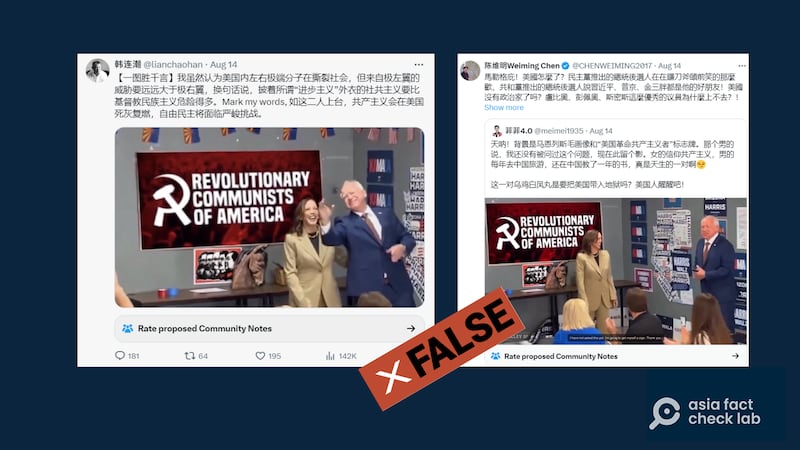 韩连潮 @lianchaohan · Aug 14
【一图胜千言】我虽然认为美国内左右极端分子在撕裂社会，但来自极左翼的
威胁要远远大于极右翼，换句话说，披着所谓“进步主义”外衣的社共主义要比
基督教民族主义危险得多。Mark my words, 如这二人上台，共产主义会在美国
死灰复燃，自由民主将面临严峻挑战。
REVOLUTIONARY
COMMUNISTS
OF AMERICA
Rate proposed Community Notes
181
64
195
142K
陈维明Weiming Chen @CHENWEIMING2017 · Aug 14
馬勒格庇！美國怎麼了？民主黨推出的總統後選人在在鐮刀斧頭前笑的那麼
歡，共和黨推出的總統後選人說習近平，普京，金三胖都是他的好朋友！美國
沒有政治家了嗎？盧比奧，彭佩奧，斯密斯這麼優秀的議員為什麼上不去？！
Show more
菲菲4.0 @meimei1935 · Aug 14
天呐！背景是马恩列斯毛画像和“美国革命共产主义者”标志牌。那个男的
说，我还没有被问过这个问题，现在此留个影。女的信仰共产主义，男的
每年去中国旅游，还在中国教了一年的书，真是天生的一对啊
这一对乌鸡白凤丸是要把美国带入地狱吗？美国人醒醒吧！
REVOLUTIONARY
COMMUNISTS
OF AMERICA
HARRIS
WALZ
Rate proposed Community Notes
X FALSE
asia fact
check lab